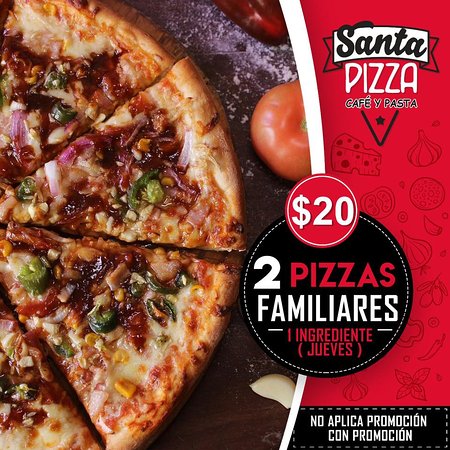 Santa
PIZZA
CAFÉ Y PASTA
$20
2 PIZZAS
FAMILIARES
1 INGREDIENTE
( JUEVES )
NO APLICA PROMOCIÓN
CON PROMOCIÓN